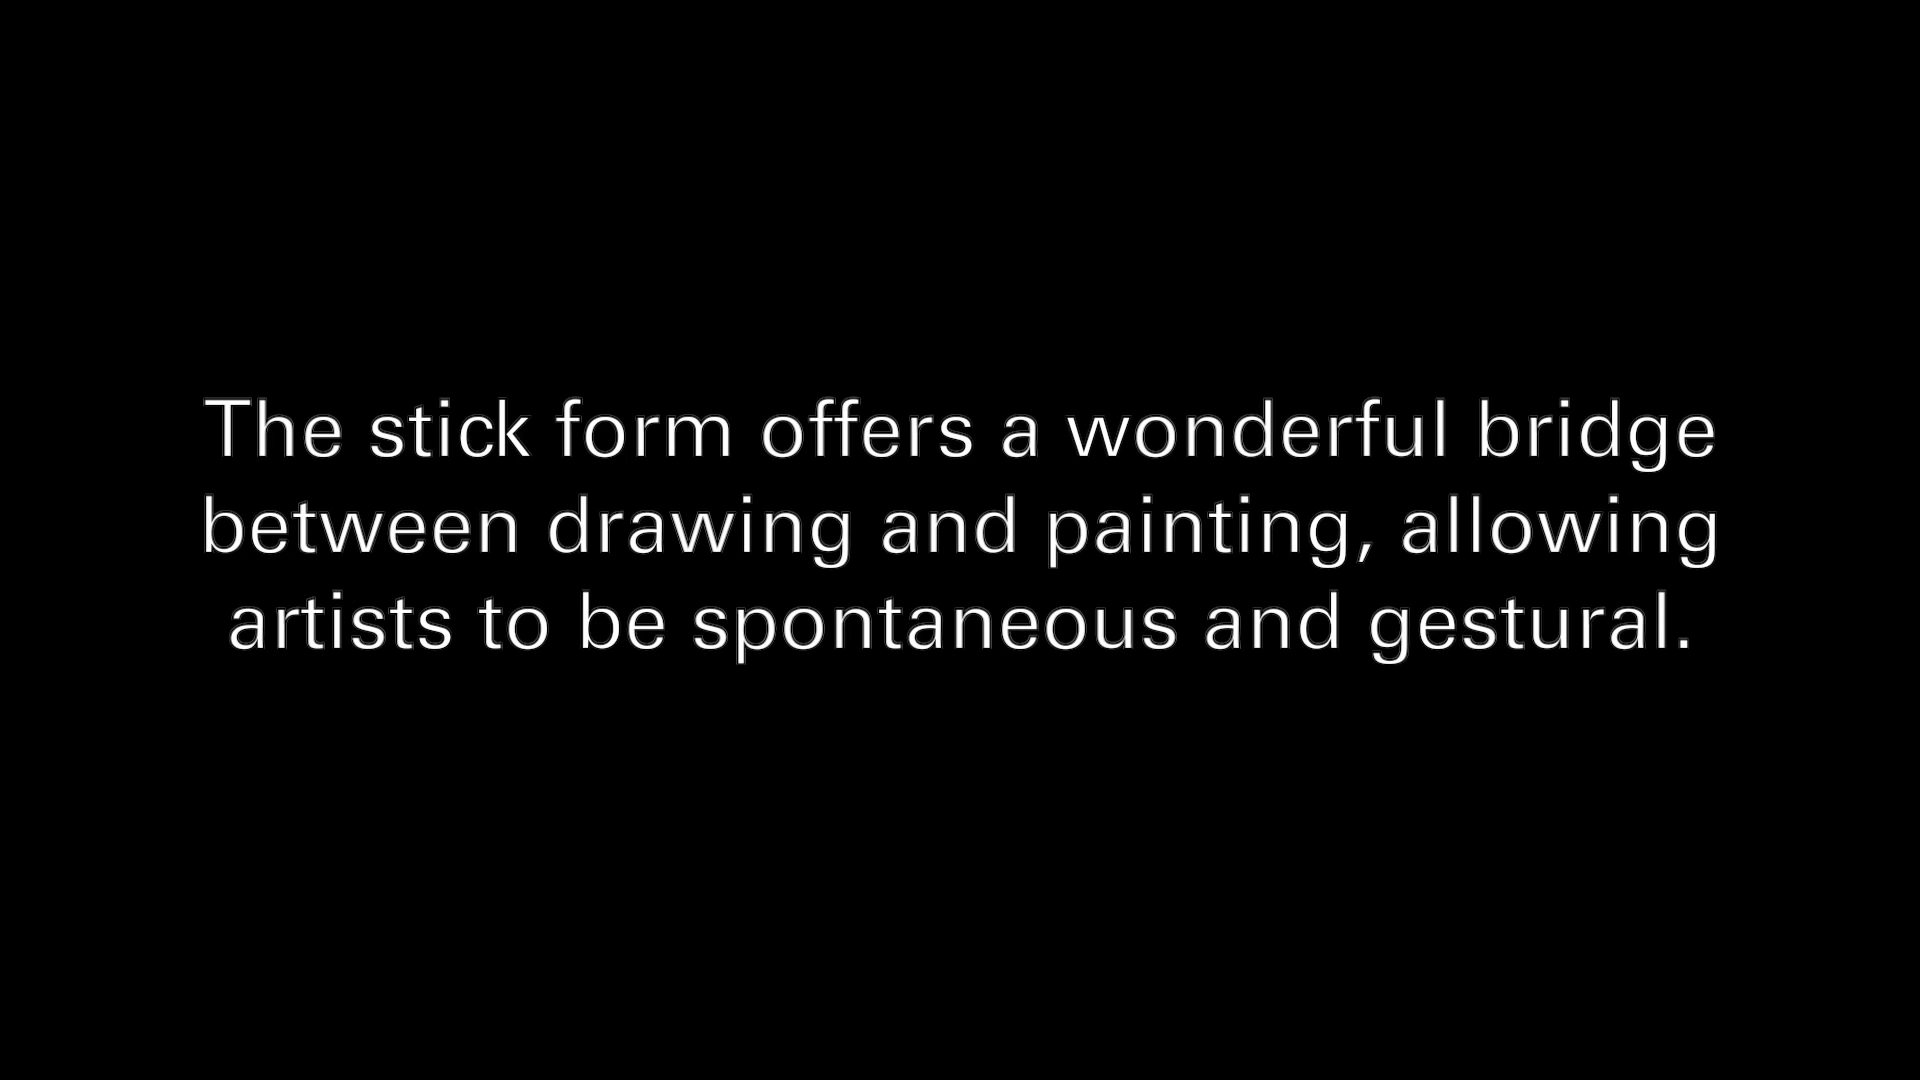 The stick form offers a wonderful bridge
between drawing and painting, allowing
artists to be spontaneous and gestural.